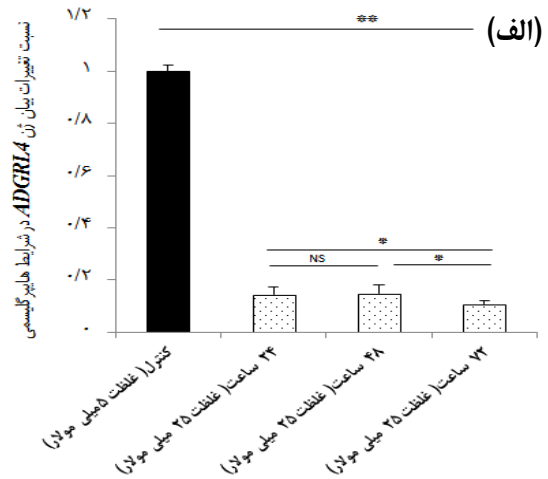 (الف)
**
نسبت تغییرات بیان ژن ADGRL4 در شرایط هایپرگلیسمی
۱/۲
۱
۰/۸
۰/۶
۰/۴
۰/۲
۰
*
NS
*
کنترل( غلظت ۵میلی مولار)
۲۴ ساعت( غلظت ۲۵ میلی مولار)
۴۸ ساعت( غلظت ۲۵ میلی مولار)
۷۲ ساعت( غلظت ۲۵ میلی مولار)